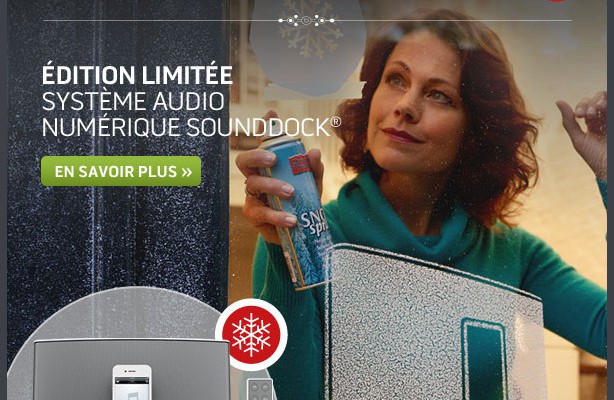 ÉDITION LIMITÉE
SYSTÈME AUDIO
NUMÉRIQUE SOUNDDOCK®
EN SAVOIR PLUS »
SNOW
spray